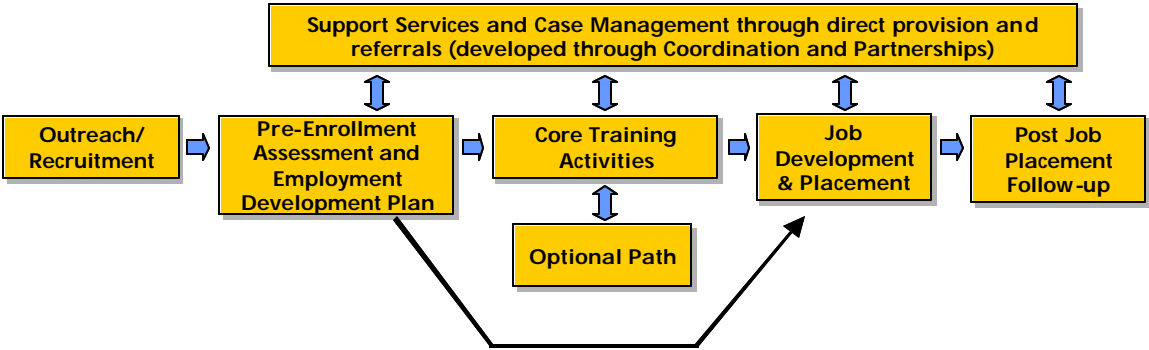 Support Services and Case Management through direct provision and
referrals (developed through Coordination and Partnerships)
Outreach/
Recruitment
Pre-Enrollment
Assessment and
Employment
Development Plan
Core Training
Activities
Job
Development
& Placement
Post Job
Placement
Follow-up
Optional Path